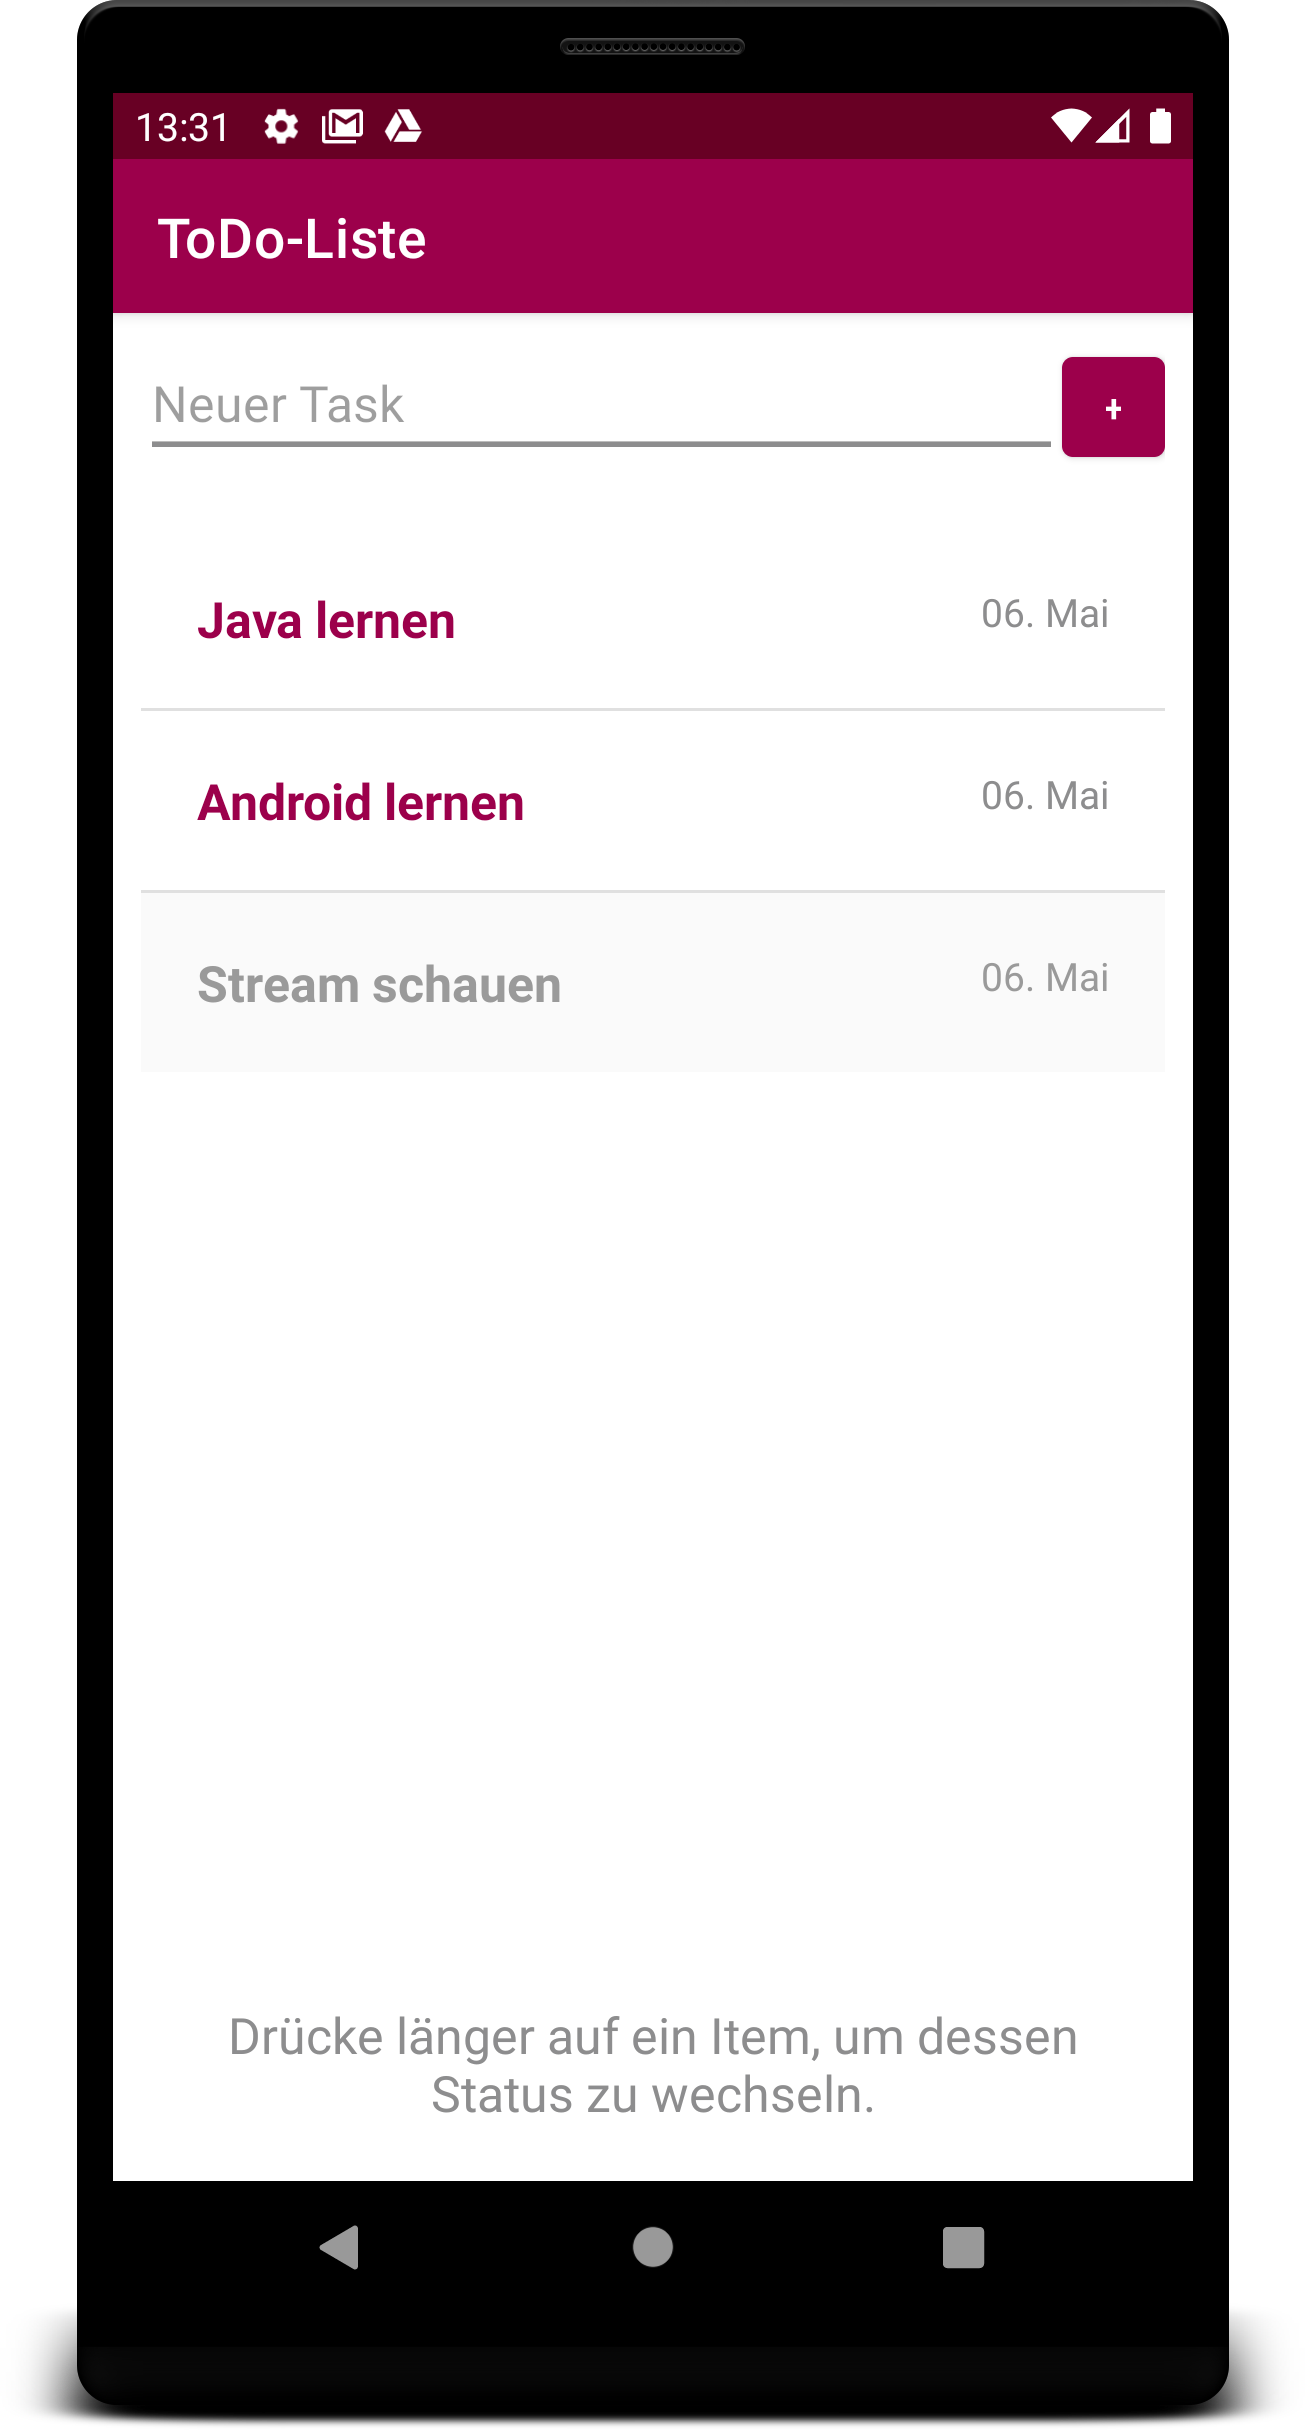 13:31
ToDo-Liste
Neuer Task
+
Java lernen
06. Mai
Android lernen
06. Mai
Stream schauen
06. Mai
Drücke länger auf ein Item, um dessen
Status zu wechseln.